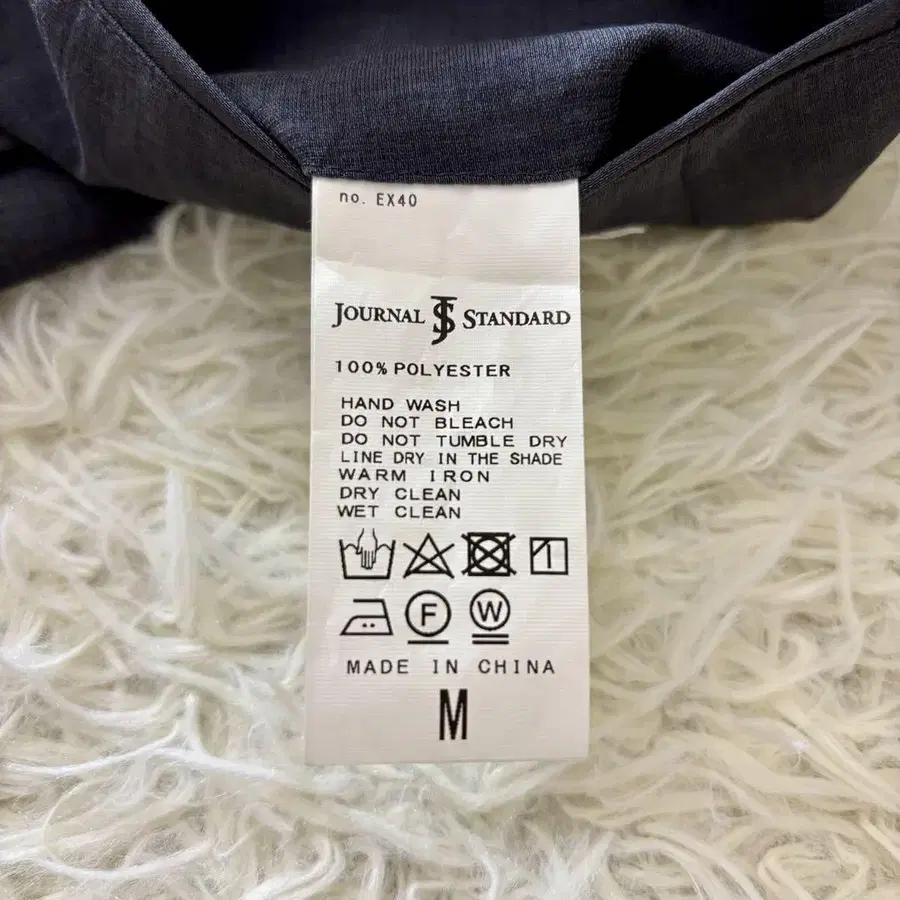 no. EX40
JOURNAL JS STANDARD
100% POLYESTER
HAND WASH
DO NOT BLEACH
DO NOT TUMBLE DRY
LINE DRY IN THE SHADE
WARM IRON
DRY CLEAN
WET CLEAN
F W
MADE IN CHINA
M